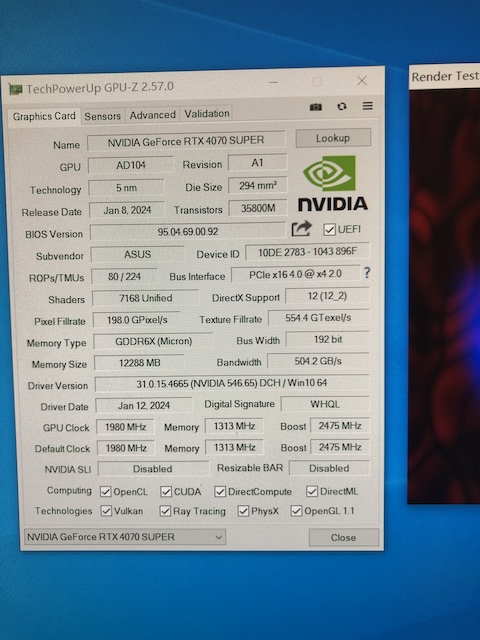 TechPowerUp GPU-Z 2.57.0
Render Test
Graphics Card Sensors Advanced Validation
Name NVIDIA GeForce RTX 4070 SUPER Lookup
GPU AD104 Revision A1
Technology 5 nm Die Size 294 mm²
Release Date Jan 8, 2024 Transistors 35800M
NVIDIA
BIOS Version 95.04.69.00.92 UEFI
Subvendor ASUS Device ID 10DE 2783 - 1043 896F
ROPs/TMUs 80 / 224 Bus Interface PCIe x16 4.0 @ x4 2.0 ?
Shaders 7168 Unified DirectX Support 12 (12_2)
Pixel Fillrate 198.0 GPixel/s Texture Fillrate 554.4 GTexel/s
Memory Type GDDR6X (Micron) Bus Width 192 bit
Memory Size 12288 MB Bandwidth 504.2 GB/s
Driver Version 31.0.15.4665 (NVIDIA 546.65) DCH / Win10 64
Driver Date Jan 12, 2024 Digital Signature WHQL
GPU Clock 1980 MHz Memory 1313 MHz Boost 2475 MHz
Default Clock 1980 MHz Memory 1313 MHz Boost 2475 MHz
NVIDIA SLI Disabled Resizable BAR Disabled
Computing OpenCL CUDA DirectCompute DirectML
Technologies Vulkan Ray Tracing PhysX OpenGL 1.1
NVIDIA GeForce RTX 4070 SUPER Close